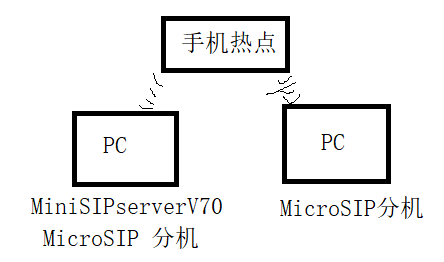 手机热点
PC
PC
MiniSIPserverV70
MicroSIP 分机
MicroSIP分机